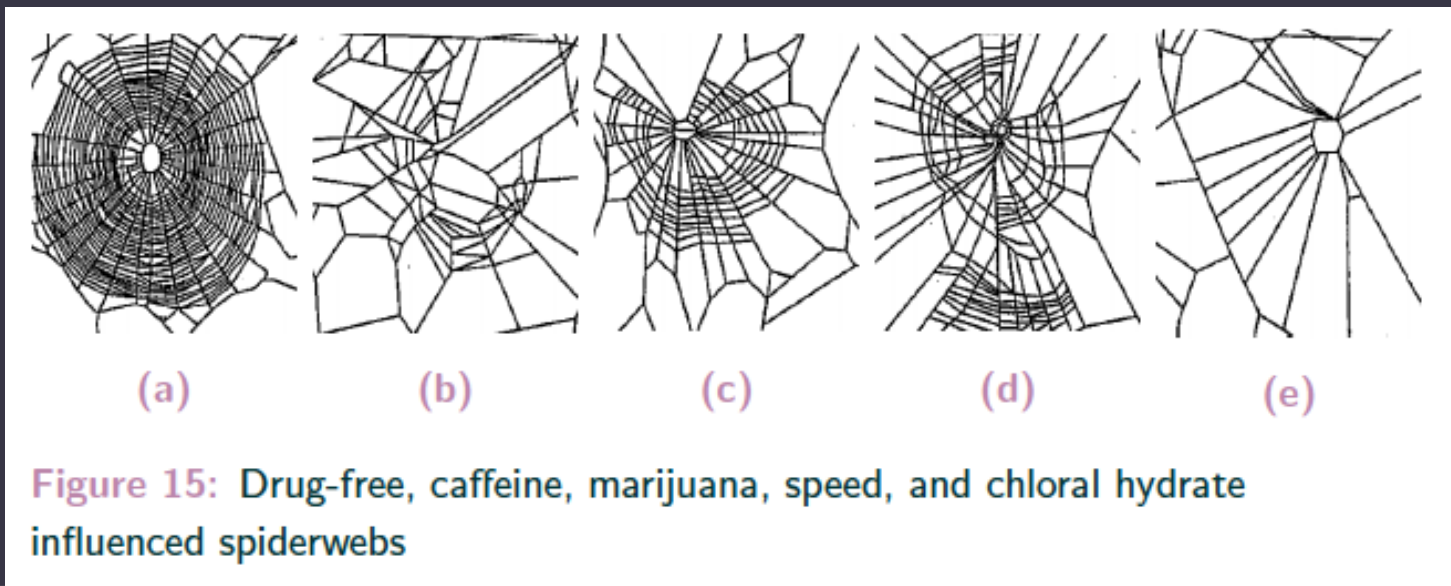 (a) (b) (c) (d) (e)
Figure 15: Drug-free, caffeine, marijuana, speed, and chloral hydrate
influenced spiderwebs